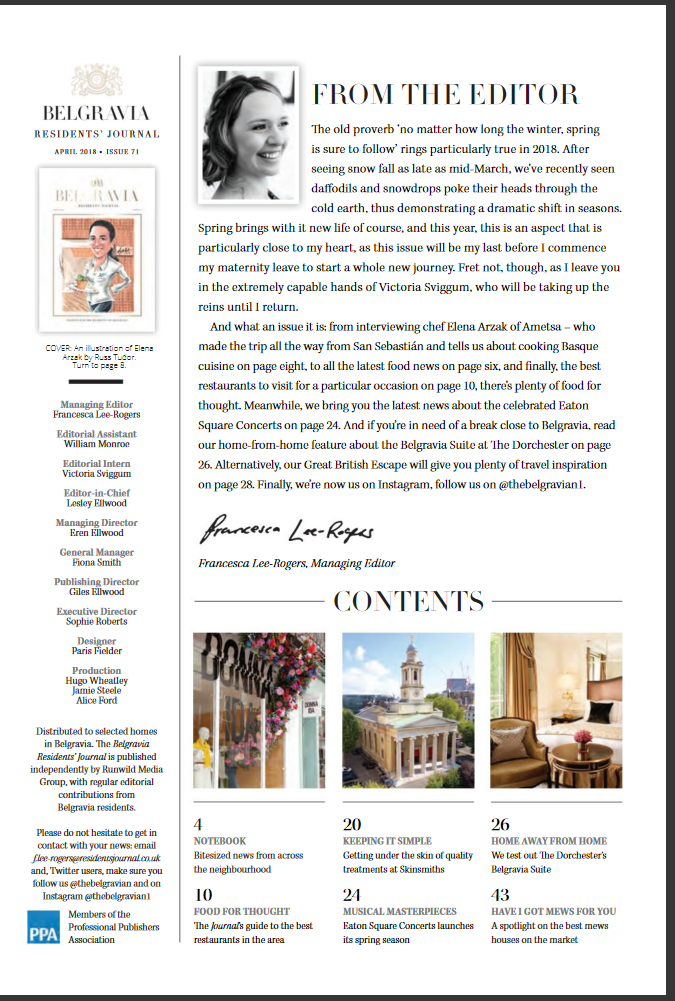 BELGRAVIA
RESIDENTS' JOURNAL
APRIL 2018 • ISSUE 71
BELGRAVIA
COVER: An illustration of Elena
Arzak by Russ Tudor.
Turn to page 8.
Managing Editor
Francesca Lee-Rogers
Editorial Assistant
William Monroe
Editorial Intern
Victoria Sviggum
Editor-in-Chief
Lesley Ellwood
Managing Director
Eren Ellwood
General Manager
Fiona Smith
Publishing Director
Giles Ellwood
Executive Director
Sophie Roberts
Designer
Paris Fielder
Production
Hugo Wheatley
Jamie Steele
Alice Ford
Distributed to selected homes
in Belgravia. The Belgravia
Residents' Journal is published
independently by Runwild Media
Group, with regular editorial
contributions from
Belgravia residents.
Please do not hesitate to get in
contact with your news: email
f.lee-rogers@residentsjournal.co.uk
and, Twitter users, make sure you
follow us @thebelgravian and on
Instagram @thebelgravian1
PPA
Members of the
Professional Publishers
Association
FROM THE EDITOR
The old proverb 'no matter how long the winter, spring
is sure to follow' rings particularly true in 2018. After
seeing snow fall as late as mid-March, we've recently seen
daffodils and snowdrops poke their heads through the
cold earth, thus demonstrating a dramatic shift in seasons.
Spring brings with it new life of course, and this year, this is an aspect that is
particularly close to my heart, as this issue will be my last before I commence
my maternity leave to start a whole new journey. Fret not, though, as I leave you
in the extremely capable hands of Victoria Sviggum, who will be taking up the
reins until I return.
And what an issue it is: from interviewing chef Elena Arzak of Ametsa – who
made the trip all the way from San Sebastián and tells us about cooking Basque
cuisine on page eight, to all the latest food news on page six, and finally, the best
restaurants to visit for a particular occasion on page 10, there's plenty of food for
thought. Meanwhile, we bring you the latest news about the celebrated Eaton
Square Concerts on page 24. And if you're in need of a break close to Belgravia, read
our home-from-home feature about the Belgravia Suite at The Dorchester on page
26. Alternatively, our Great British Escape will give you plenty of travel inspiration
on page 28. Finally, we're now us on Instagram, follow us on @thebelgravian1.
Francesca Lee-Rogers
Francesca Lee-Rogers, Managing Editor
CONTENTS
DONNA
IDA
DONNA
IDA
4
NOTEBOOK
Bitesized news from across
the neighbourhood
10
FOOD FOR THOUGHT
The Journal's guide to the best
restaurants in the area
20
KEEPING IT SIMPLE
Getting under the skin of quality
treatments at Skinsmiths
24
MUSICAL MASTERPIECES
Eaton Square Concerts launches
its spring season
26
HOME AWAY FROM HOME
We test out The Dorchester's
Belgravia Suite
43
HAVE I GOT MEWS FOR YOU
A spotlight on the best mews
houses on the market